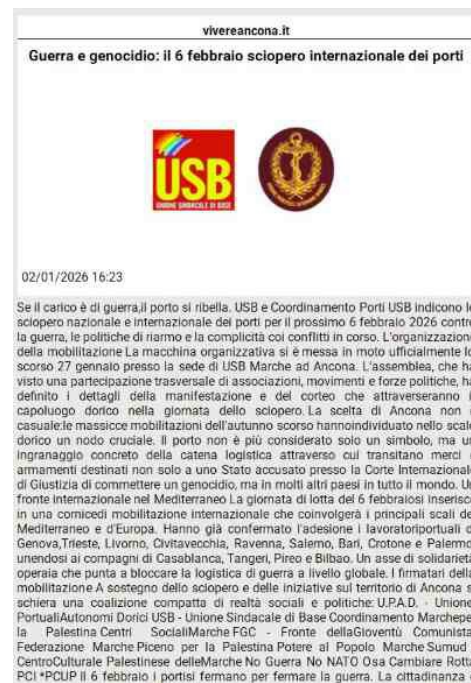 vivereancona.it
Guerra e genocidio: il 6 febbraio sciopero internazionale dei porti
USB
UNIONE SINDACALE DI BASE
02/01/2026 16:23
Se il carico è di guerra,il porto si ribella. USB e Coordinamento Porti USB indicono l
sciopero nazionale e internazionale dei porti per il prossimo 6 febbraio 2026 contro
la guerra, le politiche di riarmo e la complicità coi conflitti in corso. L'organizzazione
della mobilitazione La macchina organizzativa si è messa in moto ufficialmente lo
scorso 27 gennaio presso la sede di USB Marche ad Ancona. L'assemblea, che ha
visto una partecipazione trasversale di associazioni, movimenti e forze politiche, ha
definito i dettagli della manifestazione e del corteo che attraverseranno i
capoluogo dorico nella giornata dello sciopero. La scelta di Ancona non
casuale:le massicce mobilitazioni dell'autunno scorso hannoindividuato nello scalo
dorico un nodo cruciale. Il porto non è più considerato solo un simbolo, ma un
ingranaggio concreto della catena logistica attraverso cui transitano merci
armamenti destinati non solo a uno Stato accusato presso la Corte Internazionale
di Giustizia di commettere un genocidio, ma in molti altri paesi in tutto il mondo. Un
fronte internazionale nel Mediterraneo La giornata di lotta del 6 febbraiosi inserisce
in una cornicedi mobilitazione internazionale che coinvolgerà i principali scali de
Mediterraneo e d'Europa. Hanno già confermato l'adesione i lavoratoriportuali d
Genova,Trieste, Livorno, Civitavecchia, Ravenna, Salerno, Bari, Crotone e Palermo
unendosi ai compagni di Casablanca, Tangeri, Pireo e Bilbao. Un asse di solidarietà
operaia che punta a bloccare la logistica di guerra a livello globale. I firmatari della
mobilitazione A sostegno dello sciopero e delle iniziative sul territorio di Ancona s
schiera una coalizione compatta di realtà sociali e politiche: U.P.A.D. - Unione
PortualiAutonomi Dorici USB - Unione Sindacale di Base Coordinamento Marchepe
la Palestina Centri SocialiMarche FGC - Fronte dellaGioventù Comunista
Federazione Marche Piceno per la Palestina Potere al Popolo Marche Sumud
CentroCulturale Palestinese delleMarche No Guerra No NATO Osa Cambiare Rotta
PCI *PCUP Il 6 febbraio i portisi fermano per fermare la guerra. La cittadinanza